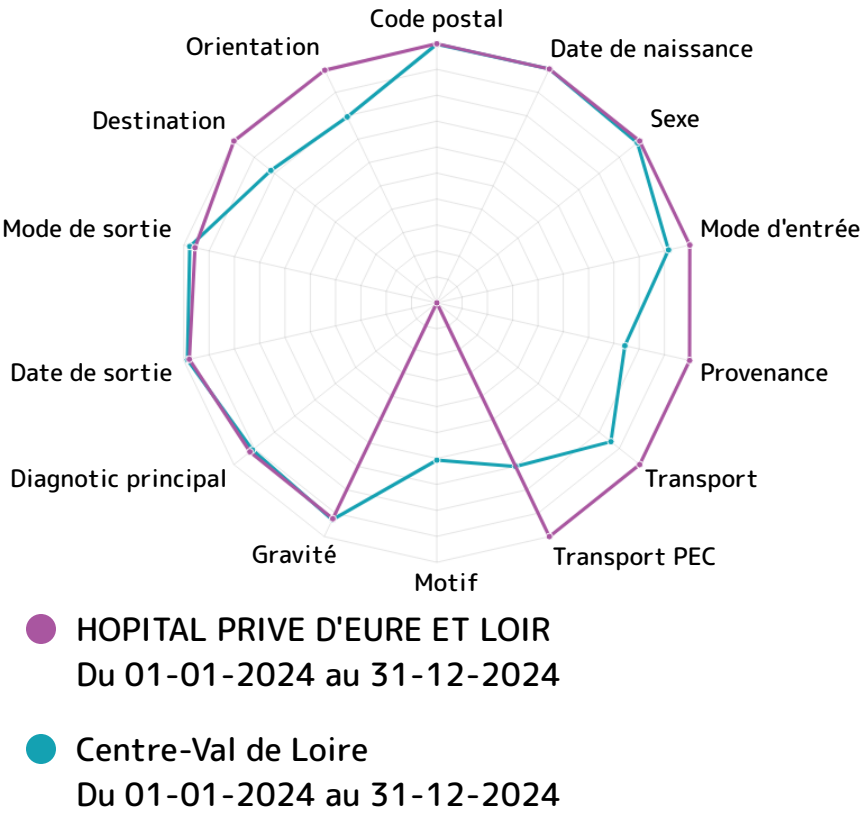 Code postal
Orientation
Date de naissance
Destination
Sexe
Mode de sortie
Mode d'entrée
Date de sortie
Provenance
Diagnotic principal
Transport
Gravité
Transport PEC
Motif
HOPITAL PRIVE D'EURE ET LOIR
Du 01-01-2024 au 31-12-2024
Centre-Val de Loire
Du 01-01-2024 au 31-12-2024